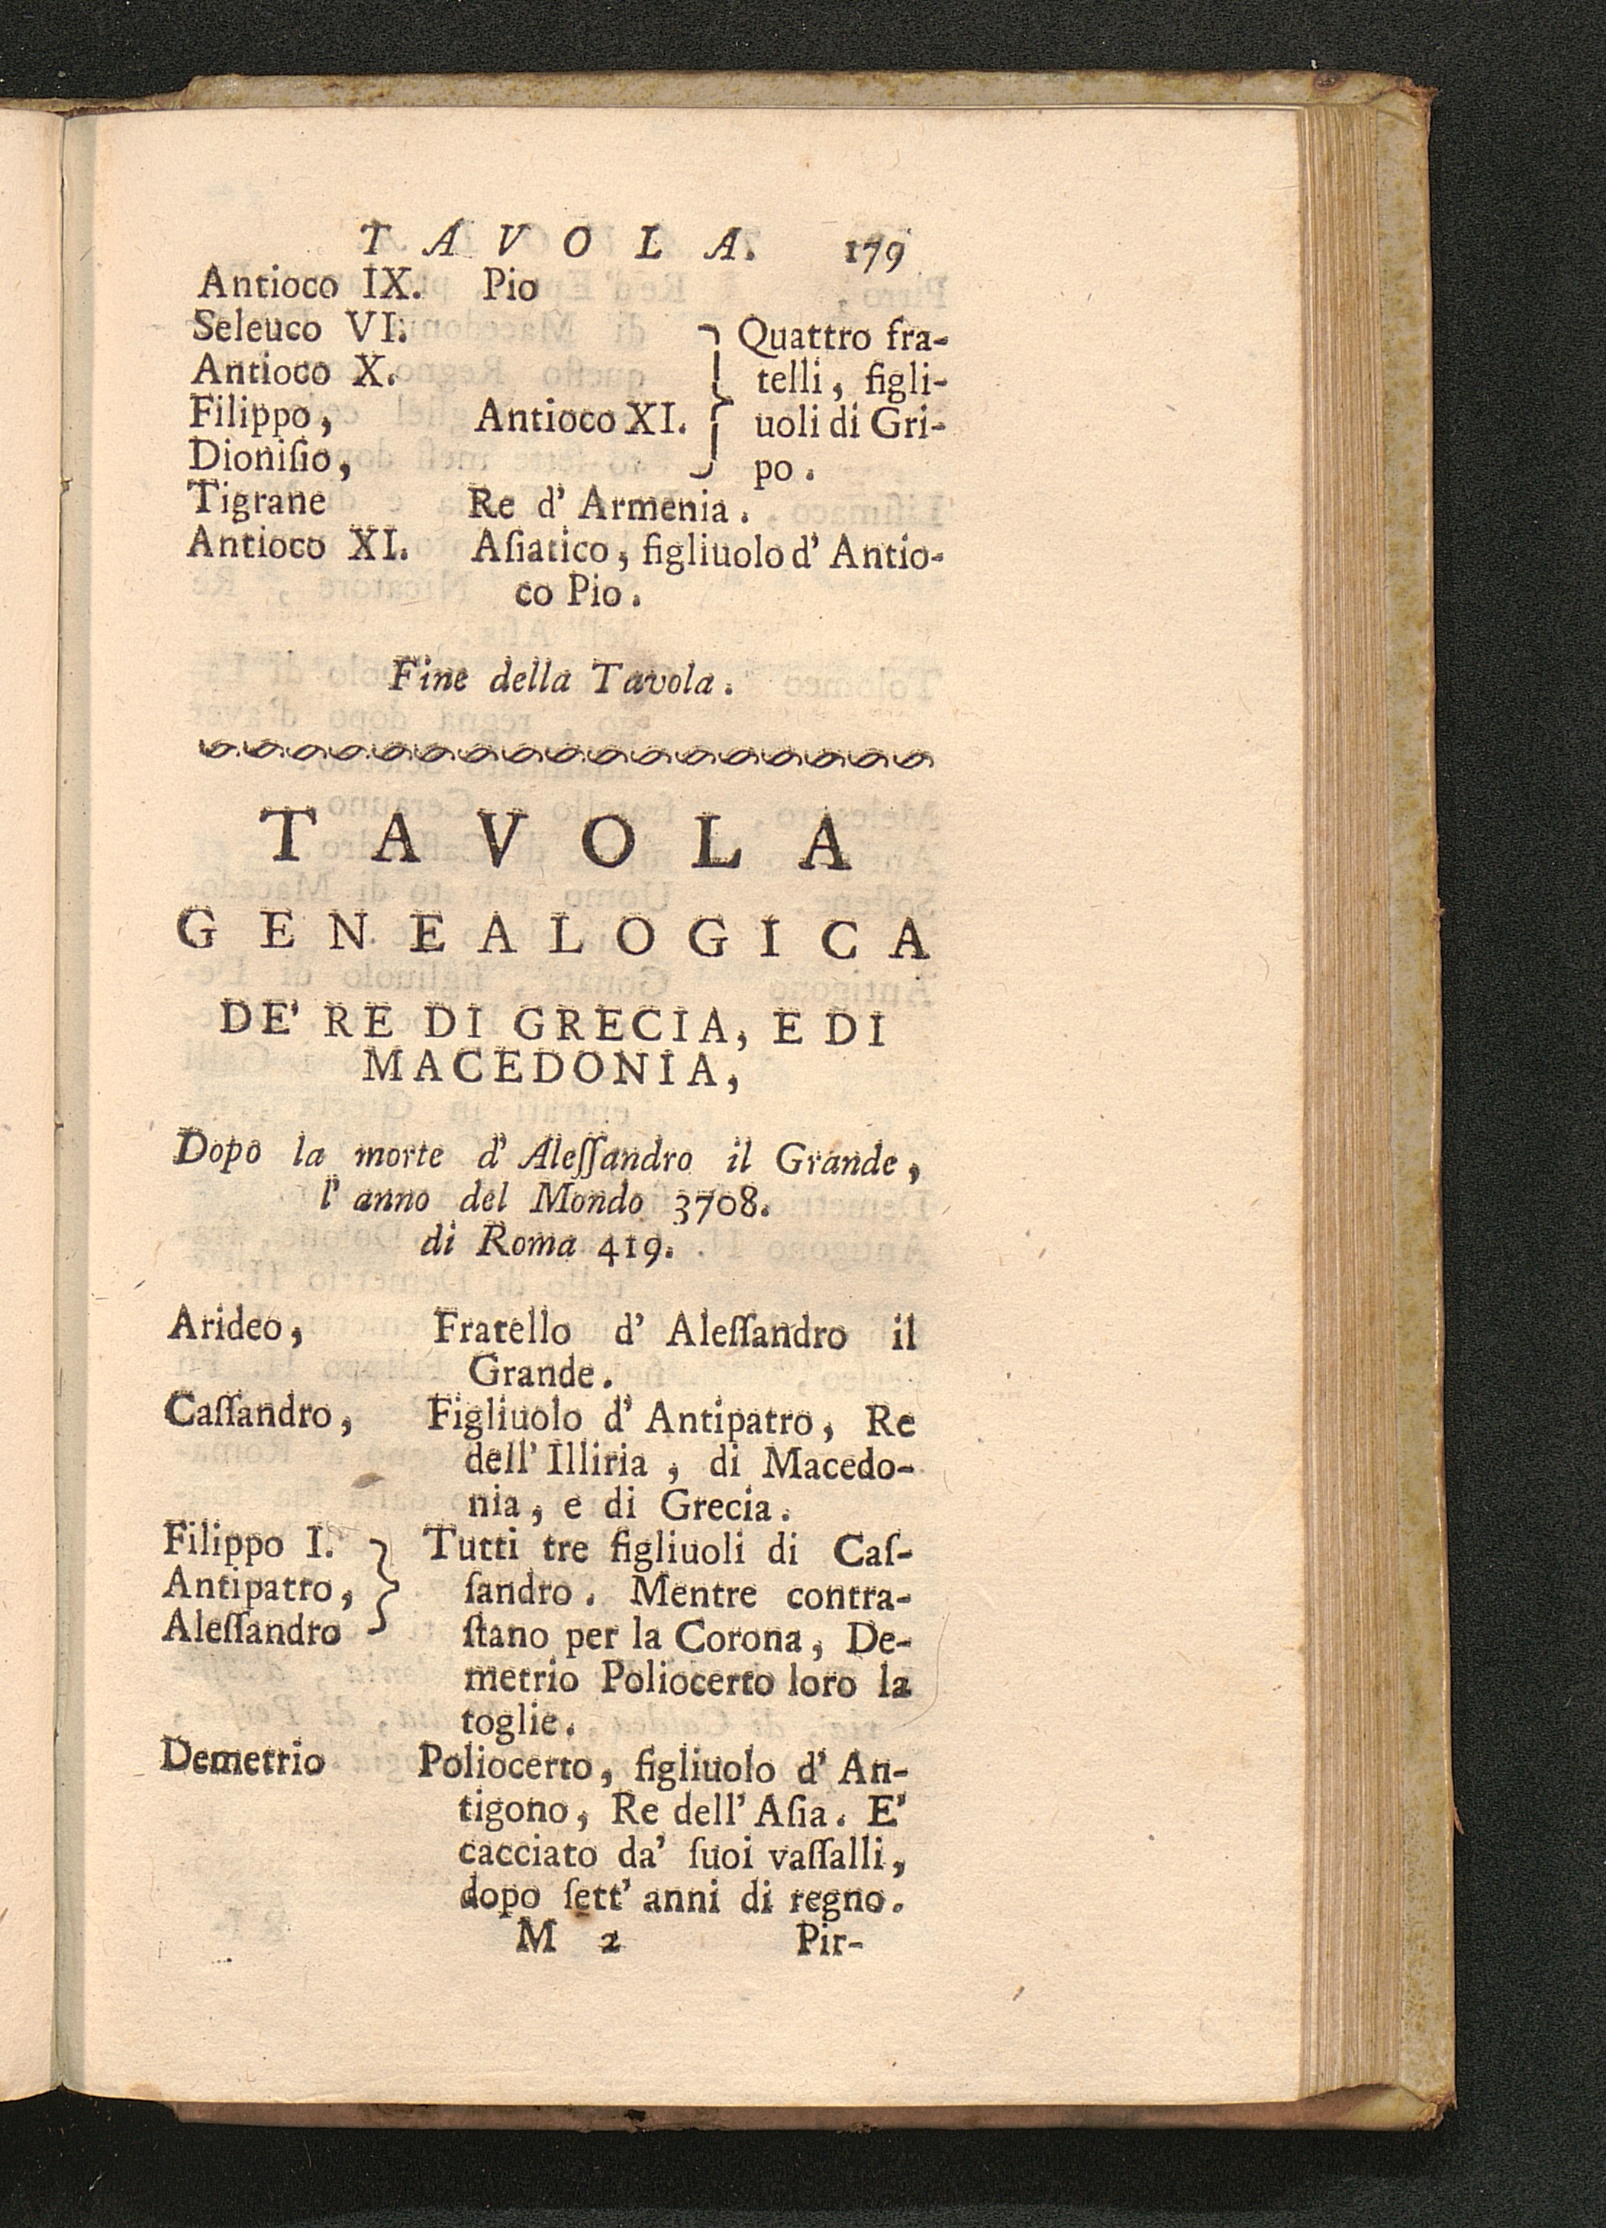 TAVOLA. 179
Antioco IX. Pio
Seleuco VI.
Antioco X.
Filippo, Antioco XI.
Dioniſio,
Quattro fra-
telli, figli-
uoli di Gri-
po.
Tigrane Re d' Armenia.
Antioco XI. Aſiatico, figliuolo d' Antio-
co Pio.
Fine della Tavola.
TAVOLA
GENEALOGICA
DE' RE DI GRECIA, E DI
MACEDONIA,
Dopo la morte d' Aleſſandro il Grande,
l' anno del Mondo 3708.
di Roma 419.
Arideo, Fratello d' Aleſſandro il
Grande.
Caſſandro, Figliuolo d' Antipatro, Re
dell' Illiria, di Macedo-
nia, e di Grecia.
Filippo I.
Antipatro,
Aleſſandro
Tutti tre figliuoli di Caſ-
ſandro. Mentre contra-
ſtano per la Corona, De-
metrio Poliocerto loro la
toglie.
Demetrio Poliocerto, figliuolo d' An-
tigono, Re dell' Aſia. E'
cacciato da' ſuoi vaſſalli,
dopo ſett' anni di regno.
M 2 Pir-